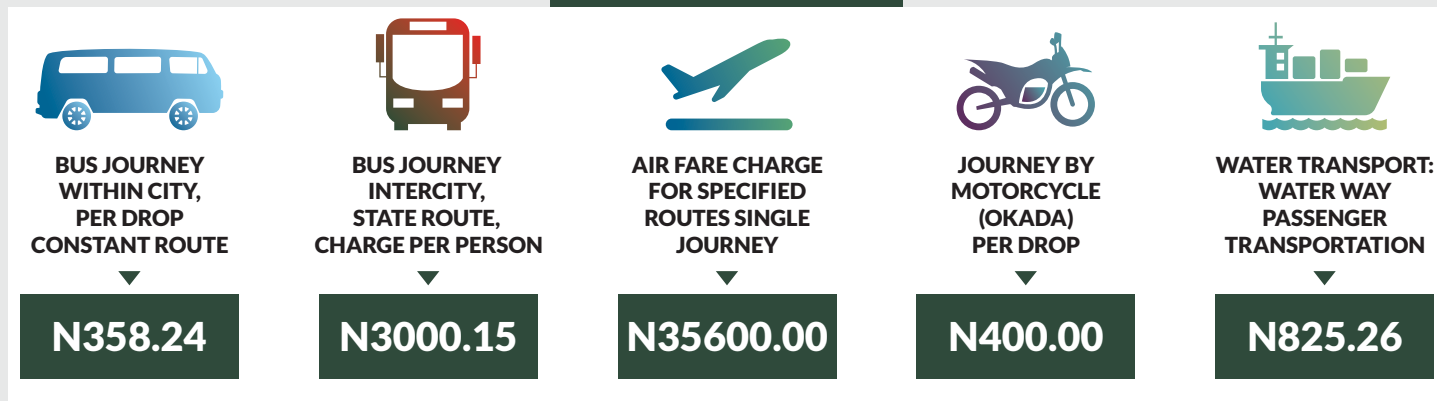 BUS JOURNEY
WITHIN CITY,
PER DROP
CONSTANT ROUTE
N358.24
BUS JOURNEY
INTERCITY,
STATE ROUTE,
CHARGE PER PERSON
N3000.15
AIR FARE CHARGE
FOR SPECIFIED
ROUTES SINGLE
JOURNEY
N35600.00
JOURNEY BY
MOTORCYCLE
(OKADA)
PER DROP
N400.00
WATER TRANSPORT:
WATER WAY
PASSENGER
TRANSPORTATION
N825.26